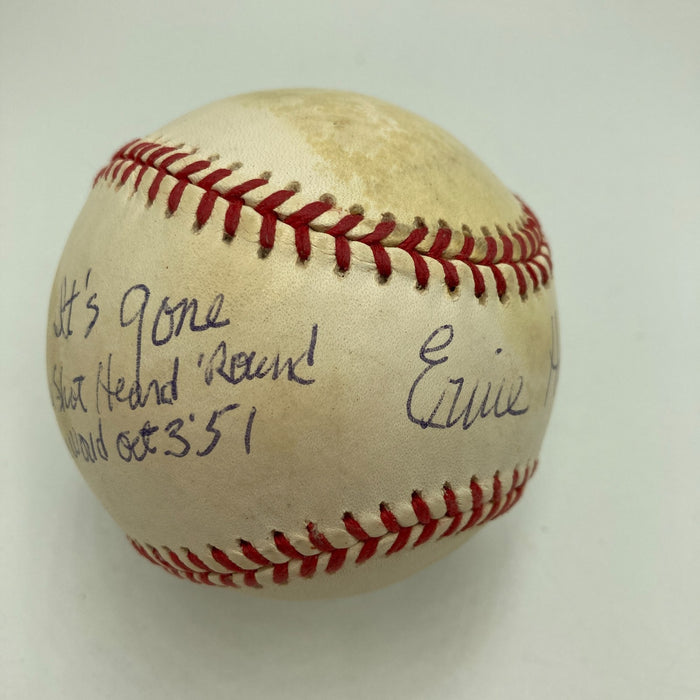 It's gone
Shot Heard 'Round
World Oct 3 '51
Ernie H